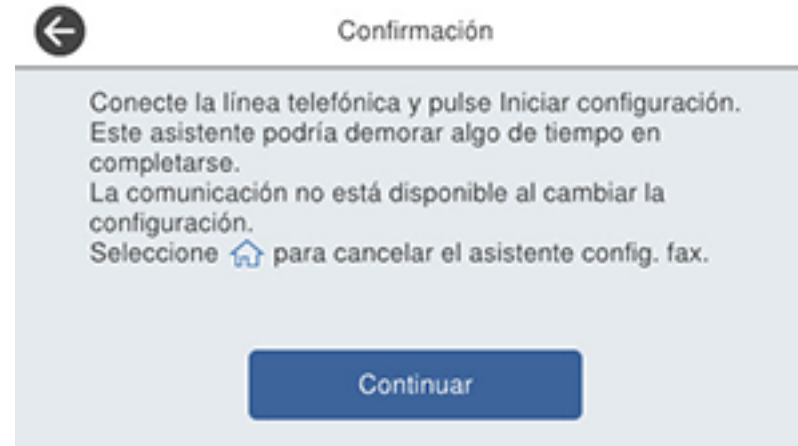 Confirmación
Conecte la línea telefónica y pulse Iniciar configuración.
Este asistente podría demorar algo de tiempo en
completarse.
La comunicación no está disponible al cambiar la
configuración.
Seleccione para cancelar el asistente config. fax.
Continuar